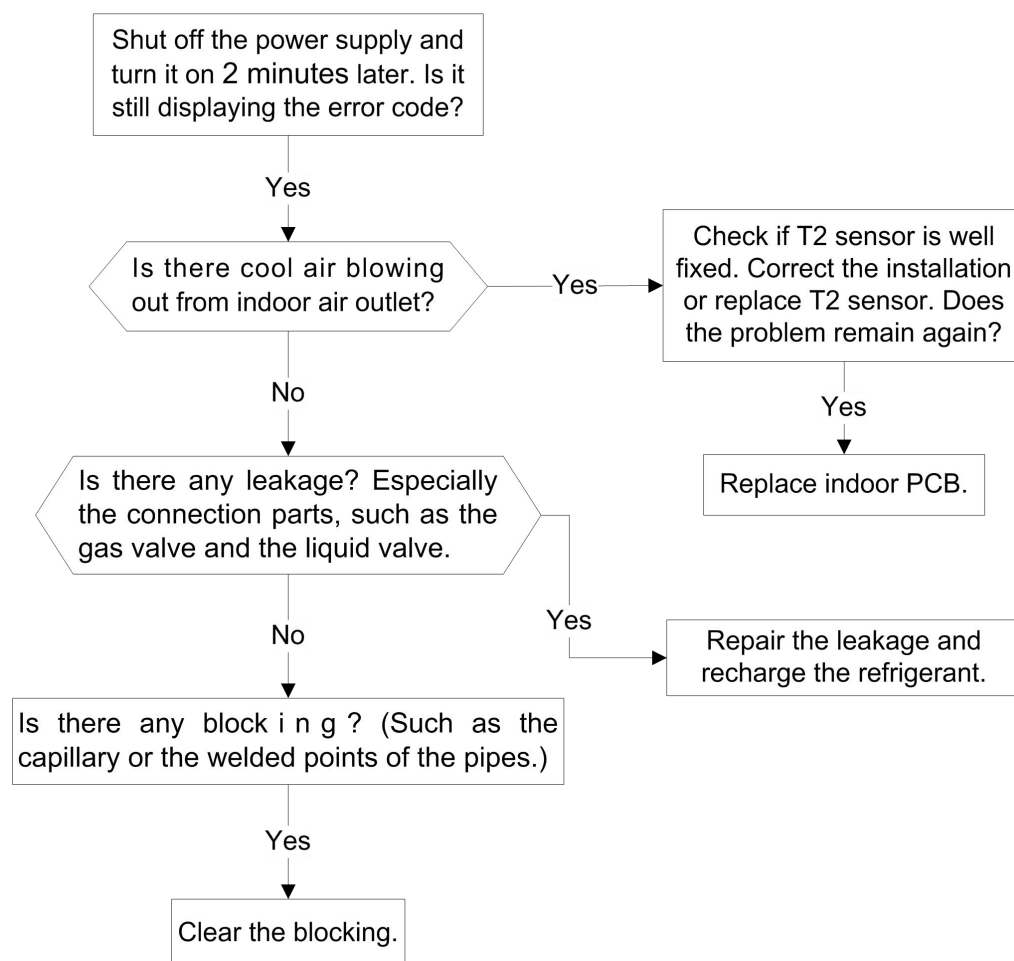 Shut off the power supply and
turn it on 2 minutes later. Is it
still displaying the error code?
Yes
Is there cool air blowing
out from indoor air outlet?
Yes
Check if T2 sensor is well
fixed. Correct the installation
or replace T2 sensor. Does
the problem remain again?
Yes
Replace indoor PCB.
No
Is there any leakage? Especially
the connection parts, such as the
gas valve and the liquid valve.
Yes
Repair the leakage and
recharge the refrigerant.
No
Is there any block i n g ? (Such as the
capillary or the welded points of the pipes.)
Yes
Clear the blocking.